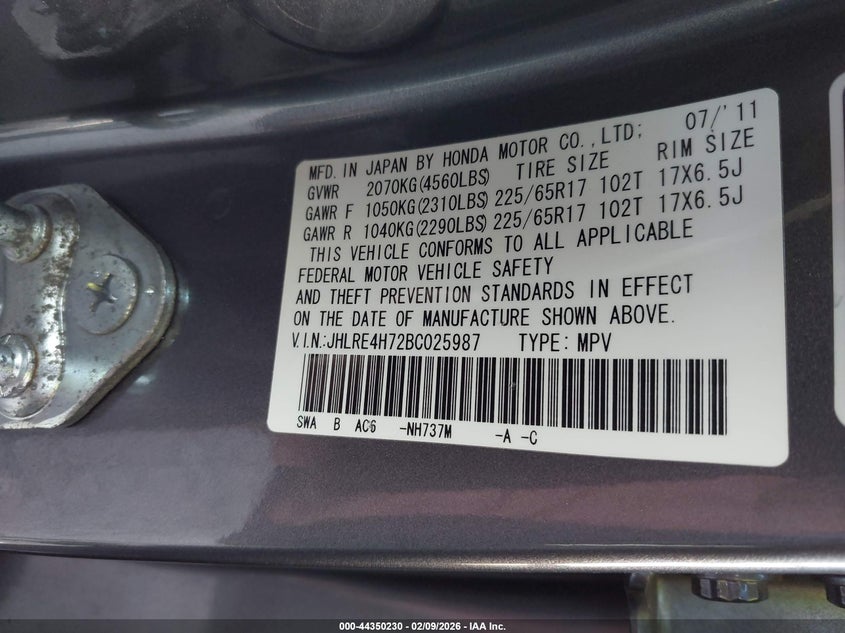 MFD. IN JAPAN BY HONDA MOTOR CO.,LTD; 07/'11
GVWR 2070KG(4560LBS) TIRE SIZE RIM SIZE
GAWR F 1050KG(2310LBS) 225/65R17 102T 17X6.5J
GAWR R 1040KG(2290LBS) 225/65R17 102T 17X6.5J
THIS VEHICLE CONFORMS TO ALL APPLICABLE
FEDERAL MOTOR VEHICLE SAFETY
AND THEFT PREVENTION STANDARDS IN EFFECT
ON THE DATE OF MANUFACTURE SHOWN ABOVE.
V.I.N.:JHLRE4H72BC025987 TYPE: MPV
SWA B AC6 -NH737M -A -C
000-44350230 - 02/09/2026 - IAA Inc.